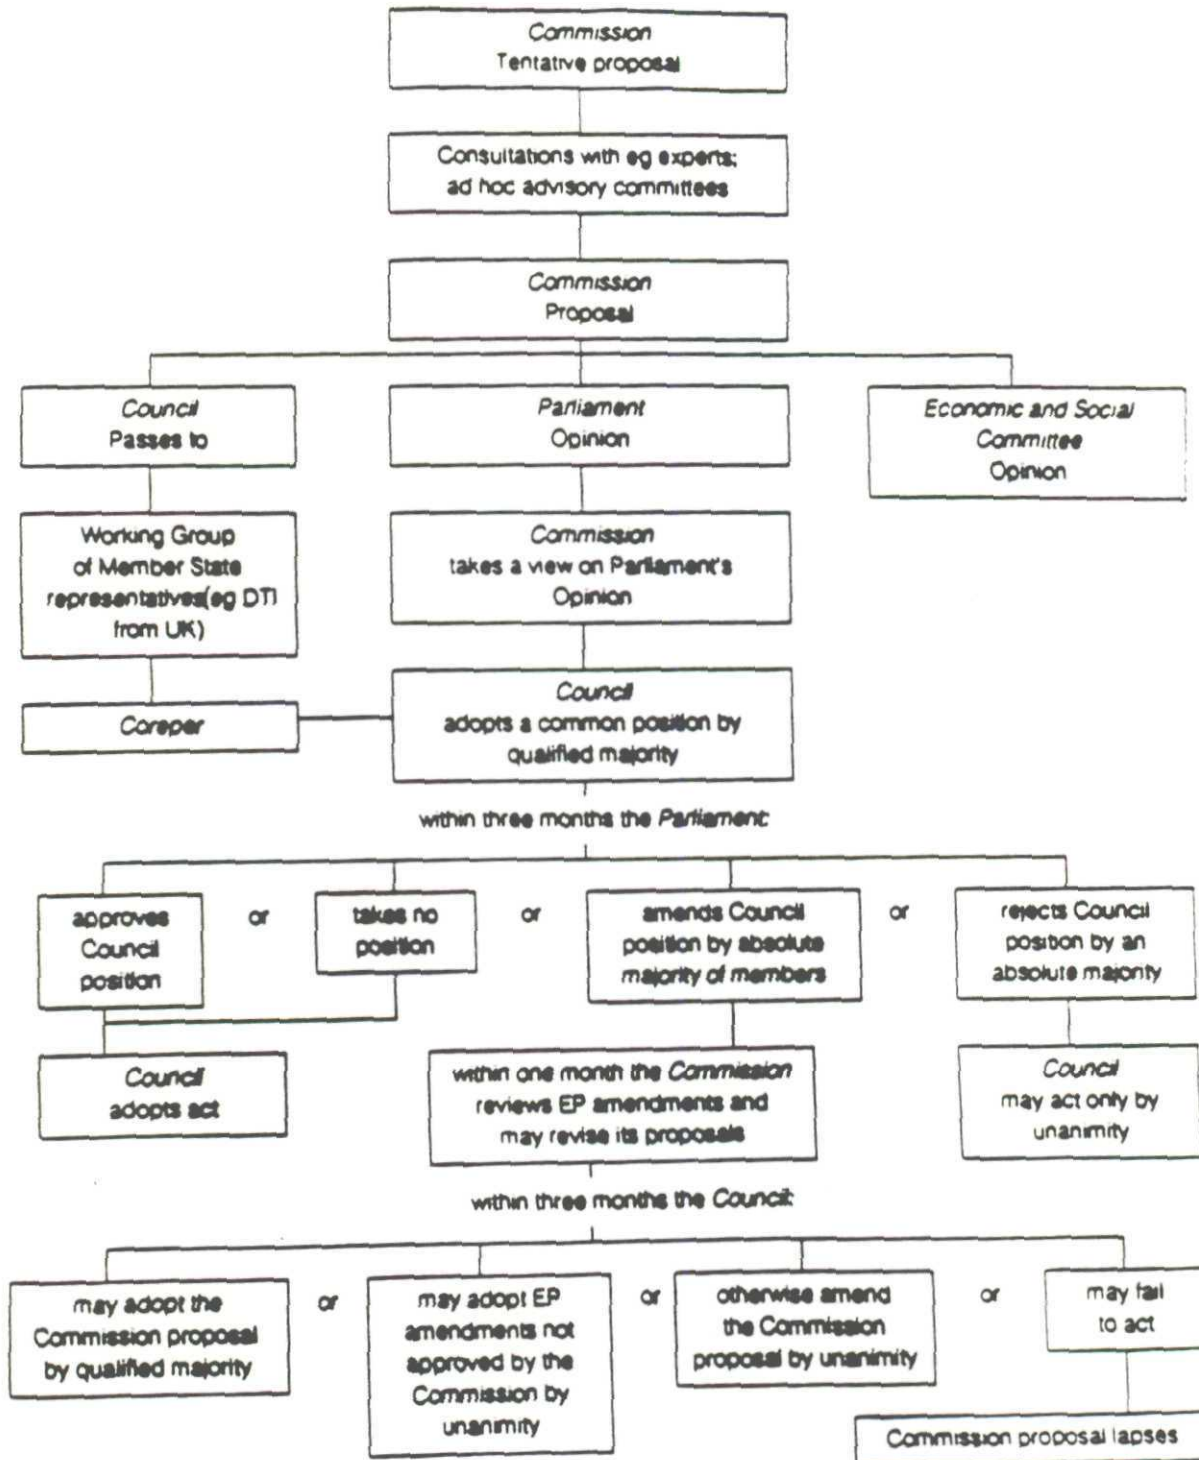 Commission
Tentative proposal
Consultations with eg experts;
ad hoc advisory committees
Commission
Proposal
Council
Passes to
Parliament
Opinion
Economic and Social
Committee
Opinion
Working Group
of Member State
representatives(eg DTI
from UK)
Commission
takes a view on Parliament's
Opinion
Coreper
Council
adopts a common position by
qualified majority
within three months the Parliament:
approves
Council
position
or
takes no
position
or
amends Council
position by absolute
majority of members
or
rejects Council
position by an
absolute majority
Council
adopts act
within one month the Commission
reviews EP amendments and
may revise its proposals
Council
may act only by
unanimity
within three months the Council:
may adopt the
Commission proposal
by qualified majority
or
may adopt EP
amendments not
approved by the
Commission by
unanimity
or
otherwise amend
the Commission
proposal by unanimity
or
may fail
to act
Commission proposal lapses